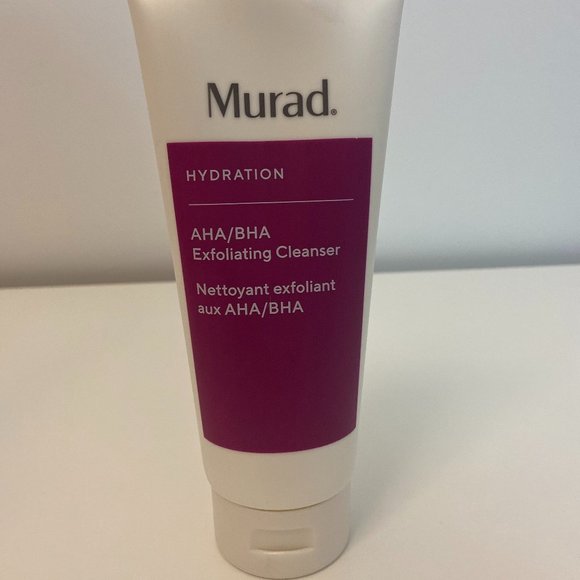 Murad.
HYDRATION
AHA/BHA
Exfoliating Cleanser
Nettoyant exfoliant
aux AHA/BHA